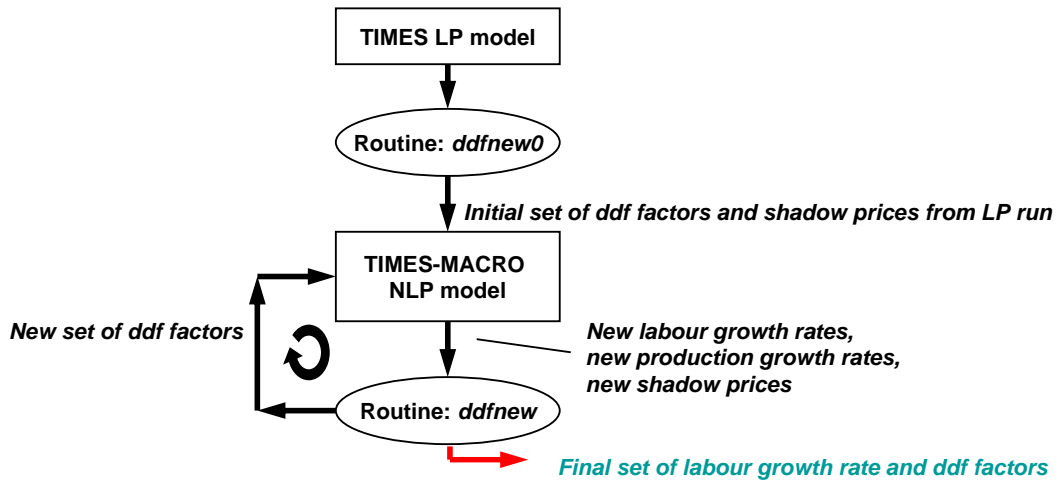 TIMES LP model
Routine: ddfnew0
Initial set of ddf factors and shadow prices from LP run
TIMES-MACRO
NLP model
New set of ddf factors
New labour growth rates,
new production growth rates,
new shadow prices
Routine: ddfnew
Final set of labour growth rate and ddf factors